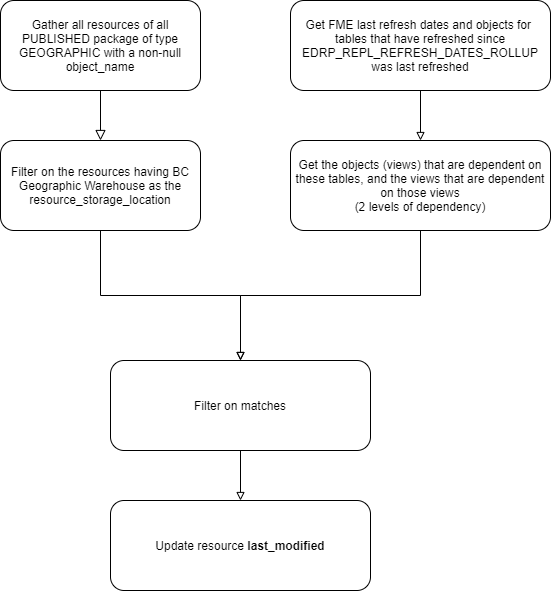 Gather all resources of all
PUBLISHED package of type
GEOGRAPHIC with a non-null
object_name
Get FME last refresh dates and objects for
tables that have refreshed since
EDRP_REPL_REFRESH_DATES_ROLLUP
was last refreshed
Filter on the resources having BC
Geographic Warehouse as the
resource_storage_location
Get the objects (views) that are dependent on
these tables, and the views that are dependent
on those views
(2 levels of dependency)
Filter on matches
Update resource last_modified